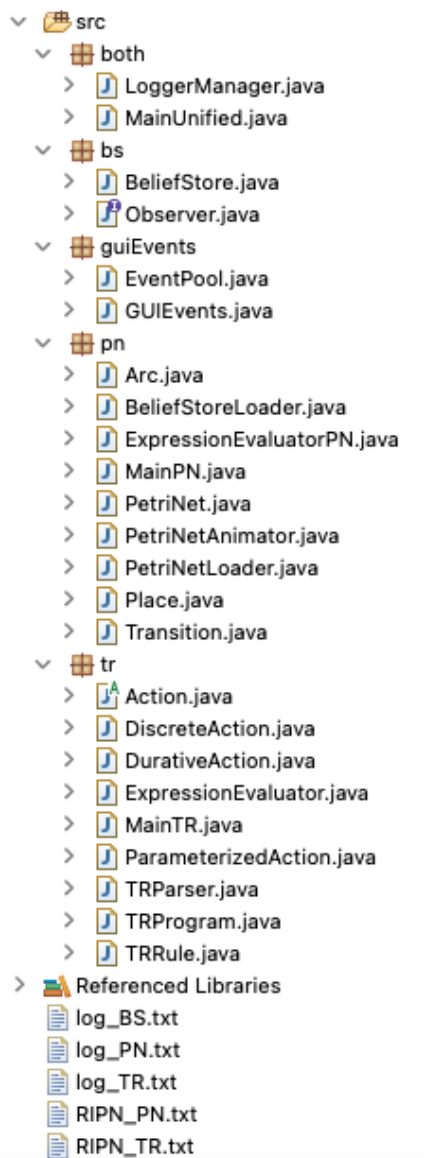 src
both
LoggerManager.java
MainUnified.java
bs
BeliefStore.java
Observer.java
guiEvents
EventPool.java
GUIEvents.java
pn
Arc.java
BeliefStoreLoader.java
ExpressionEvaluatorPN.java
MainPN.java
PetriNet.java
PetriNetAnimator.java
PetriNetLoader.java
Place.java
Transition.java
tr
Action.java
DiscreteAction.java
DurativeAction.java
ExpressionEvaluator.java
MainTR.java
ParameterizedAction.java
TRParser.java
TRProgram.java
TRRule.java
Referenced Libraries
log_BS.txt
log_PN.txt
log_TR.txt
RIPN_PN.txt
RIPN_TR.txt